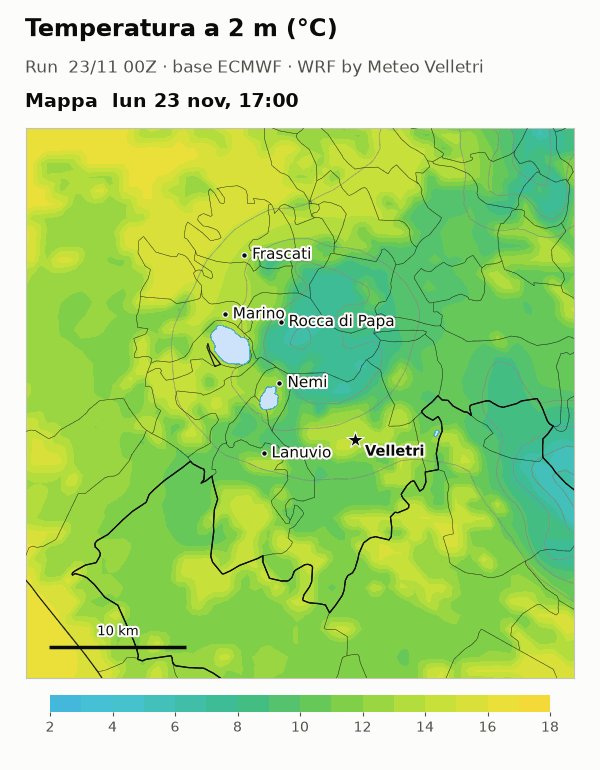 Temperatura a 2 m (°C)
Run  23/11 00Z · base ECMWF · WRF by Meteo Velletri
Mappa  lun 23 nov, 17:00
Frascati
Marino
Rocca di Papa
Nemi
Velletri
Lanuvio
10 km
2 4 6 8 10 12 14 16 18